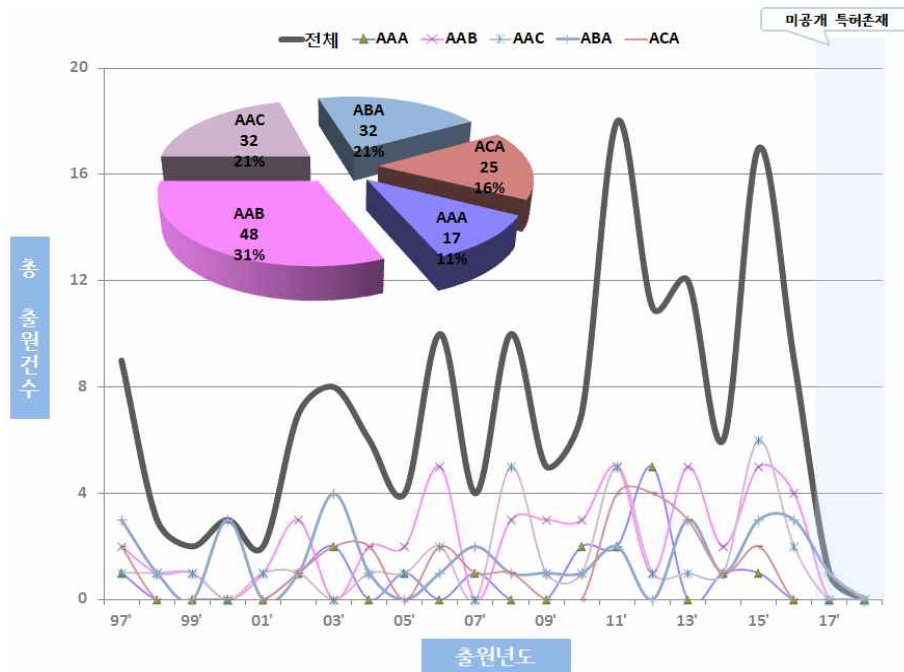 미공개 특허존재
전체 AAA AAB AAC ABA ACA
20
16
12
8
4
0
AAC
32
21%
ABA
32
21%
ACA
25
16%
AAA
17
11%
AAB
48
31%
총 출원건수
97' 99' 01' 03' 05' 07' 09' 11' 13' 15' 17'
출원년도